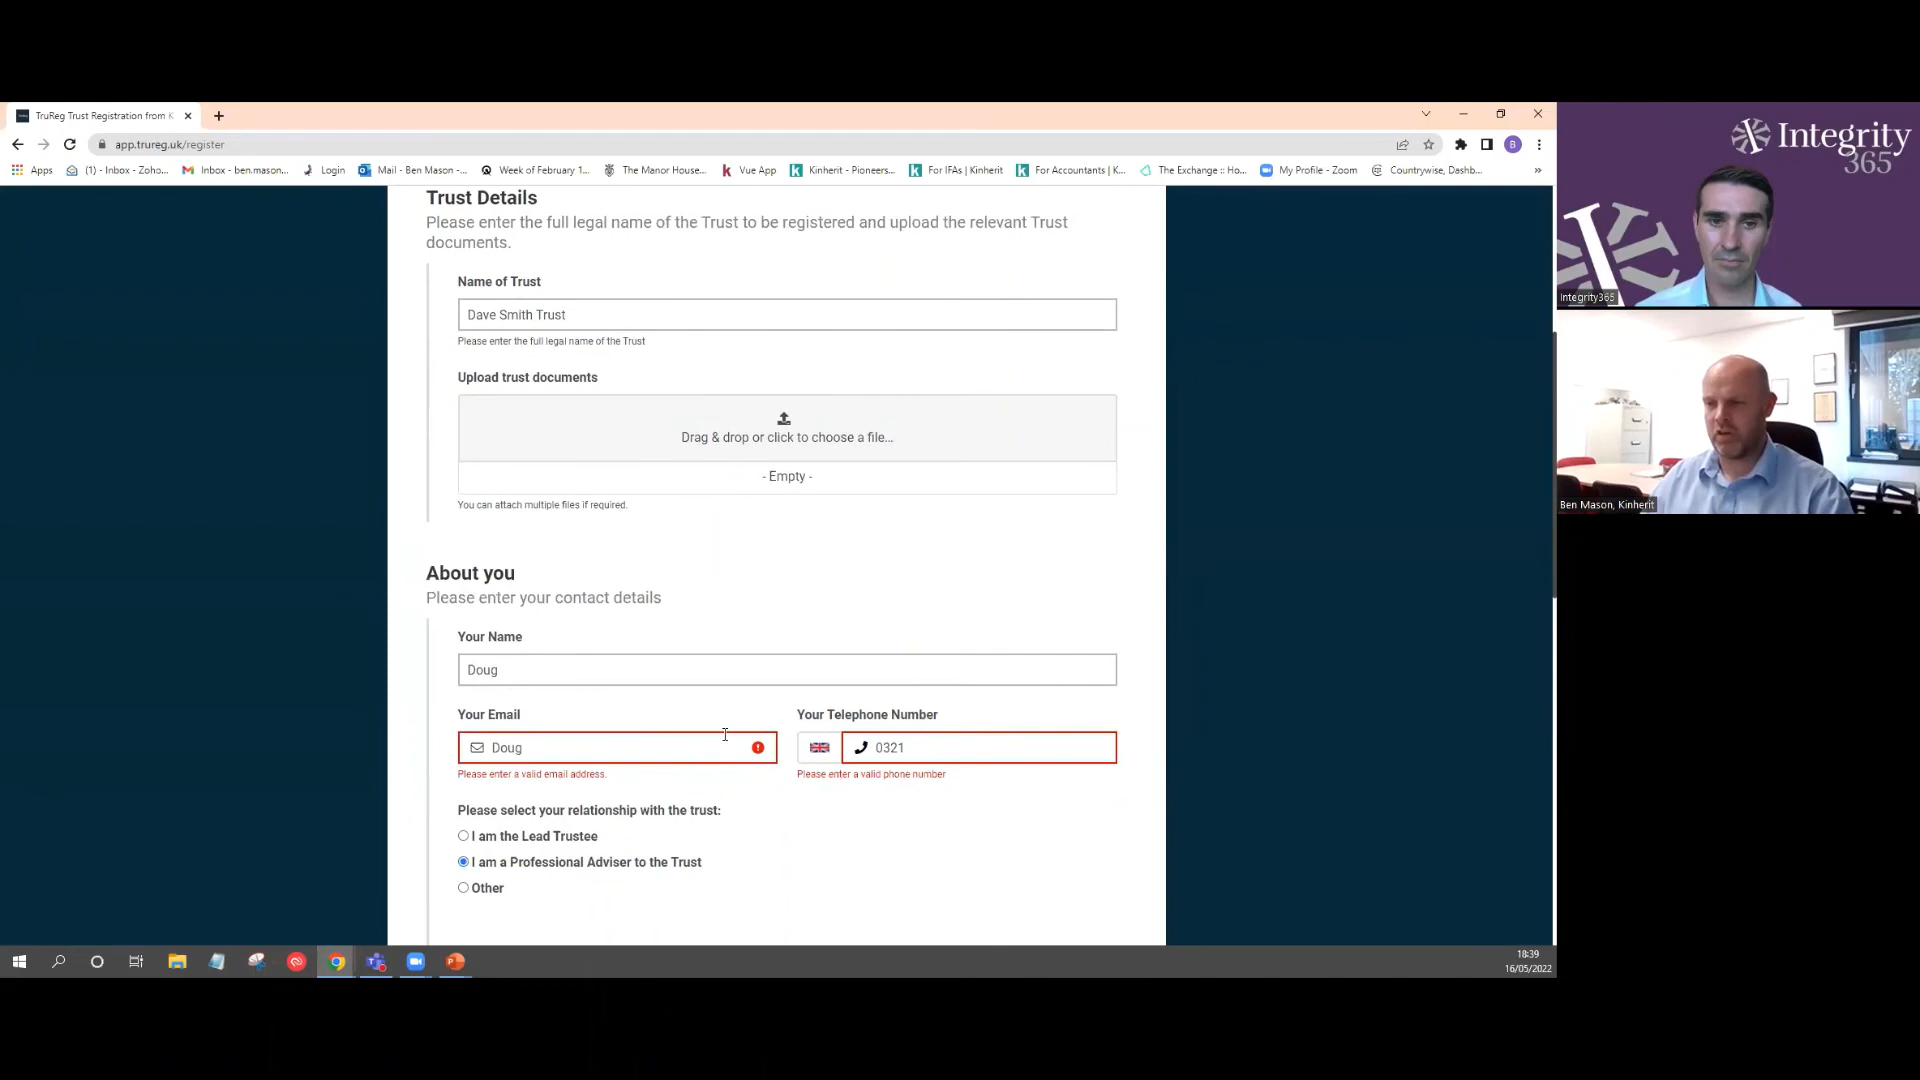 TruReg Trust Registration from K
app.trureg.uk/register
Apps
(1) - Inbox - Zoho...
Inbox - ben.mason...
Login
Mail - Ben Mason -...
Week of February 1...
The Manor House...
Vue App
Kinherit - Pioneers...
For IFAs | Kinherit
For Accountants | K...
The Exchange :: Ho...
My Profile - Zoom
Countrywise, Dashb...
»
B
Integrity
365
Integrity365
Ben Mason, Kinherit
Trust Details
Please enter the full legal name of the Trust to be registered and upload the relevant Trust
documents.
Name of Trust
Dave Smith Trust
Please enter the full legal name of the Trust
Upload trust documents
Drag & drop or click to choose a file...
- Empty -
You can attach multiple files if required.
About you
Please enter your contact details
Your Name
Doug
Your Email
Your Telephone Number
Doug
0321
Please enter a valid email address.
Please enter a valid phone number
Please select your relationship with the trust:
I am the Lead Trustee
I am a Professional Adviser to the Trust
Other
18:39
16/05/2022